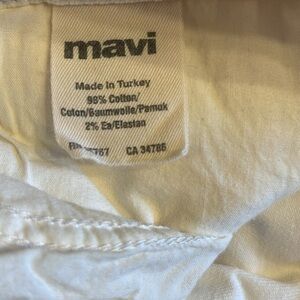 mavi
Made in Turkey
98% Cotton/
Coton/Baumwolle/Pamuk
2% Ea/Elastan
CA 34786